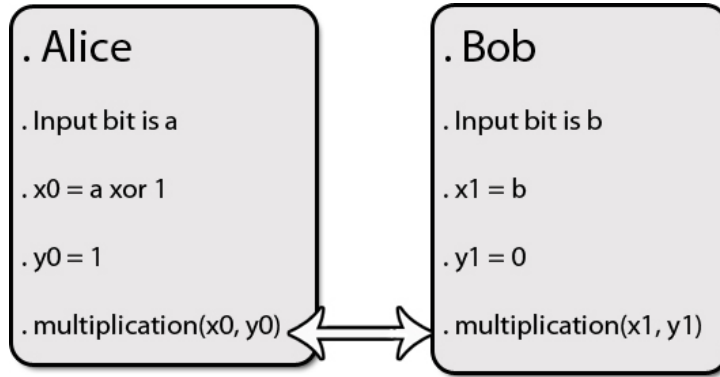 . Alice
. Input bit is a
. x0 = a xor 1
. y0 = 1
. multiplication(x0, y0)
. Bob
. Input bit is b
. x1 = b
. y1 = 0
. multiplication(x1, y1)